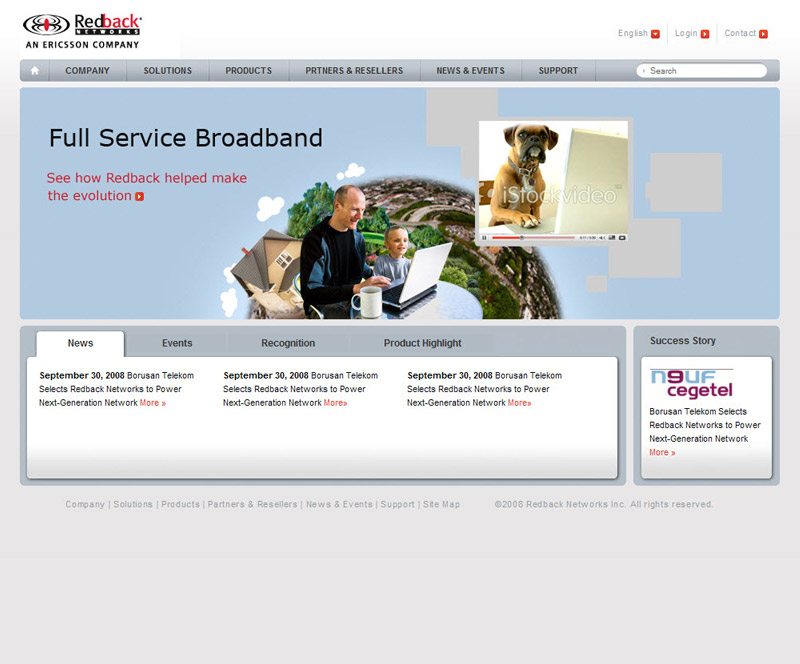 Redback
NETWORKS
AN ERICSSON COMPANY
English
Login
Contact
COMPANY
SOLUTIONS
PRODUCTS
PRTNERS & RESELLERS
NEWS & EVENTS
SUPPORT
Search
Full Service Broadband
See how Redback helped make
the evolution
iStockvideo
News
Events
Recognition
Product Highlight
Success Story
September 30, 2008 Borusan Telekom
Selects Redback Networks to Power
Next-Generation Network More »
September 30, 2008 Borusan Telekom
Selects Redback Networks to Power
Next-Generation Network More»
September 30, 2008 Borusan Telekom
Selects Redback Networks to Power
Next-Generation Network More»
n9uf
cegetel
Borusan Telekom Selects
Redback Networks to Power
Next-Generation Network
More »
Company | Solutions | Products | Partners & Resellers | News & Events | Support | Site Map
©2008 Redback Networks Inc. All rights reserved.